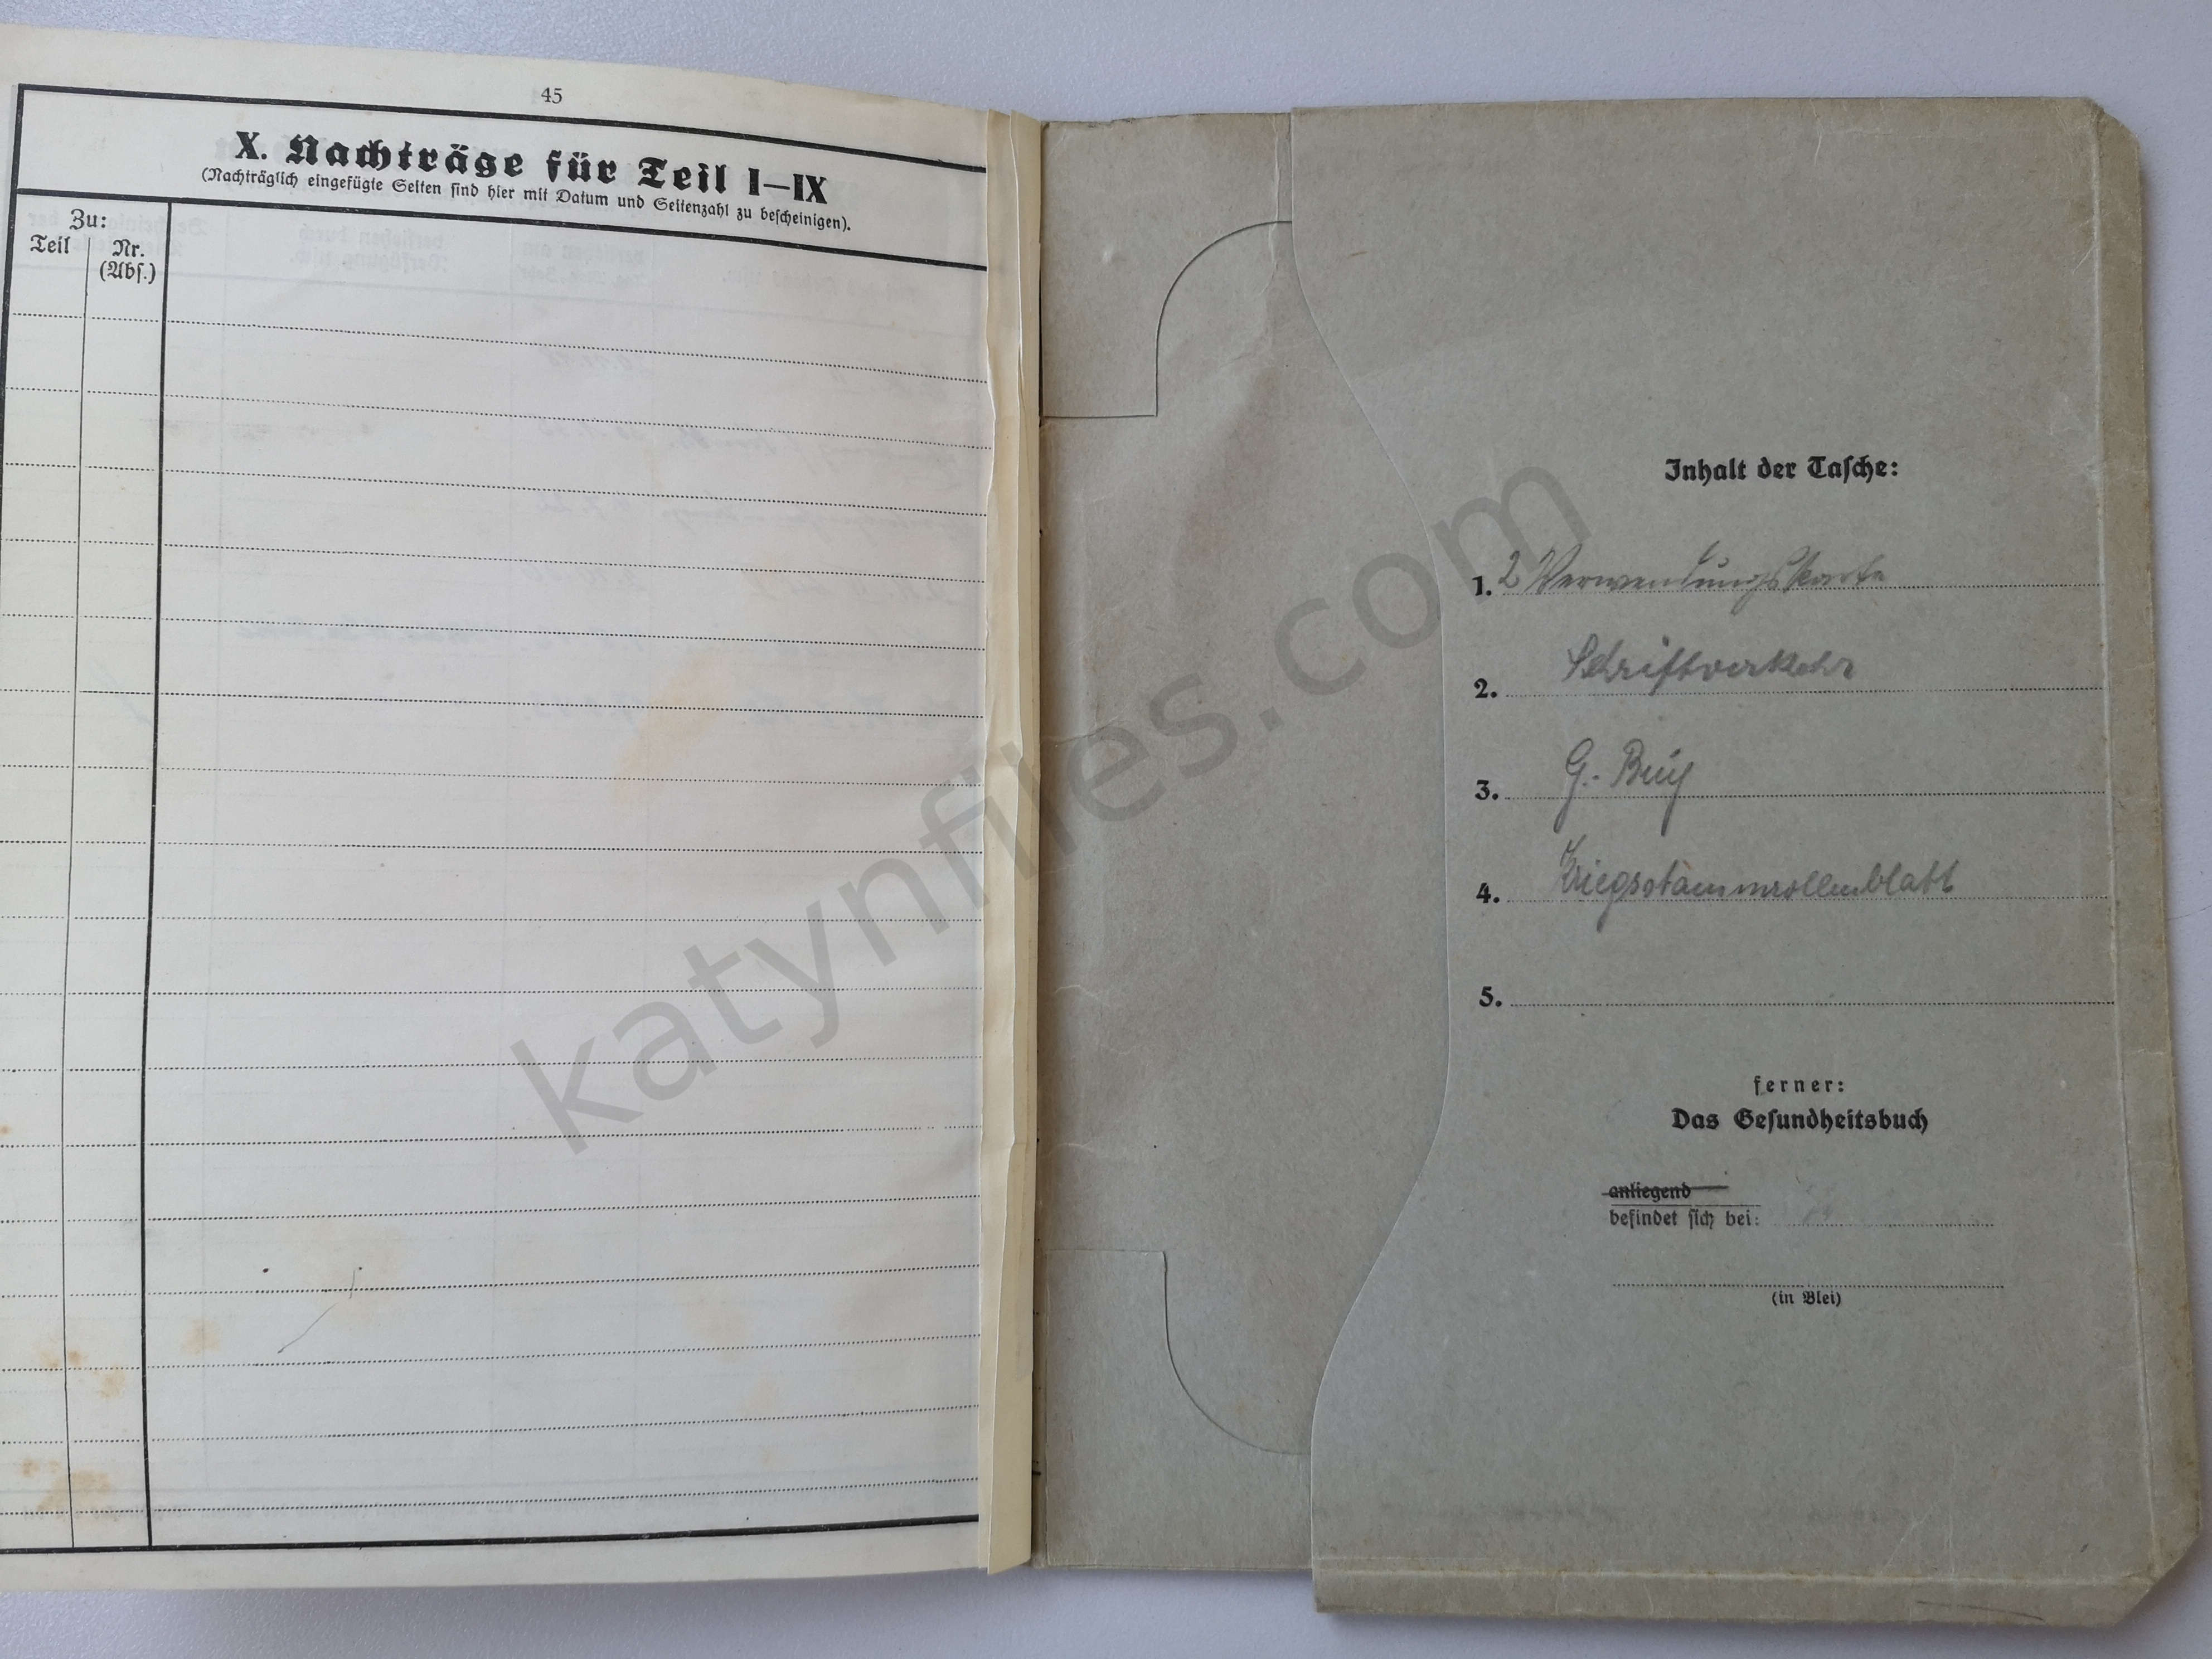 45
X. Nachträge für Teil I—IX
(Nachträglich eingefügte Seiten sind hier mit Datum und Seitenzahl zu bescheinigen).
Zu:
Teil Nr.
(Abs.)
Inhalt der Tasche:
1. 2 Verwendungskarte
2. Schriftverkehr
3. G.-
4. Kriegsstammrollenblatt
5.
ferner:
Das Gesundheitsbuch
anliegend
befindet sich bei:
(in Blei)
katynfiles.com